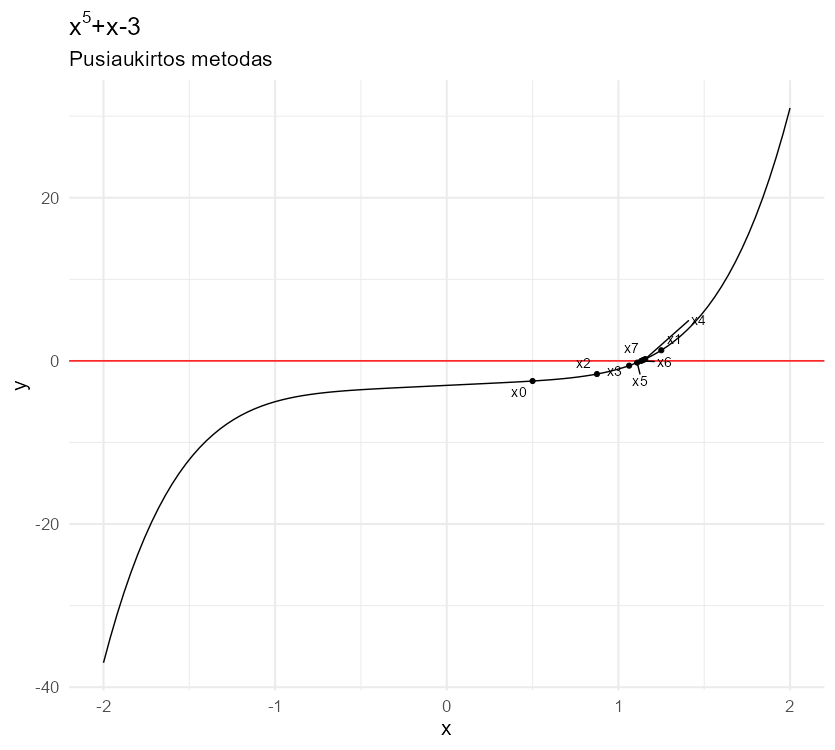 x⁵+x-3
Pusiaukirtos metodas
20
0
-20
-40
y
x0
x2
x3
x7
x5
x1
x6
x4
-2
-1
0
1
2
x